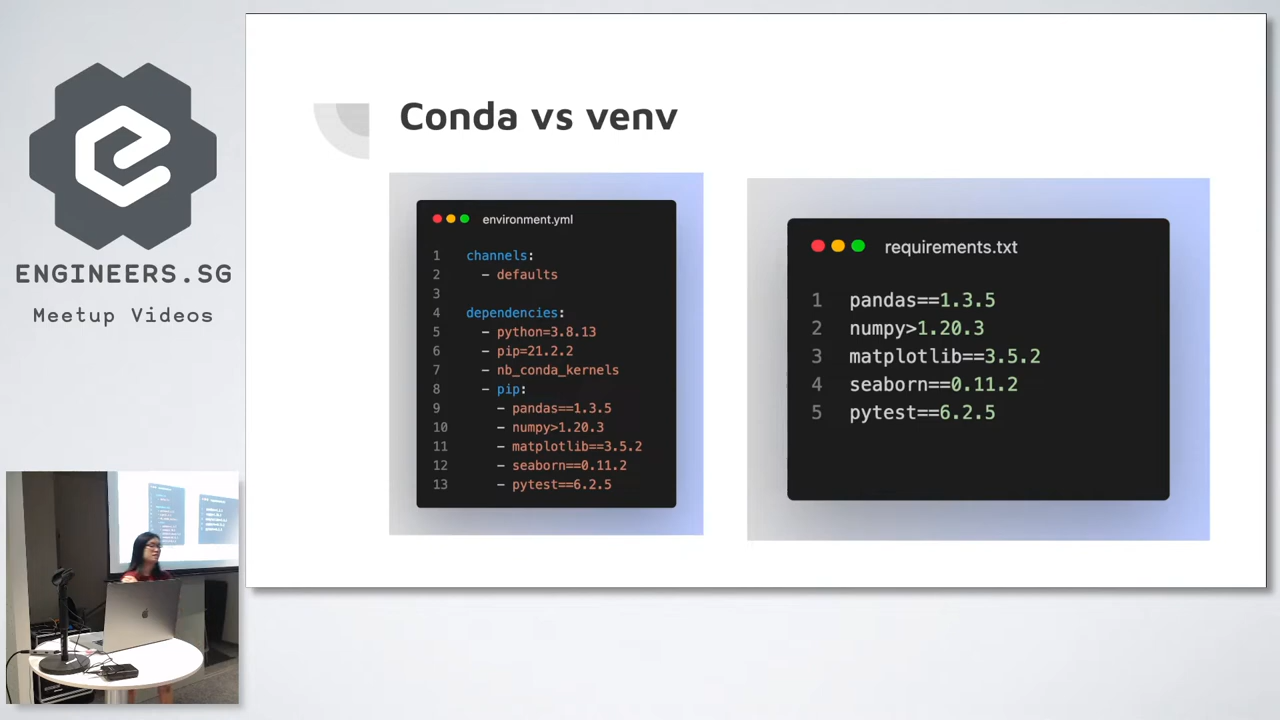 ENGINEERS.SG
Meetup Videos
Conda vs venv
environment.yml
1 channels:
2 - defaults
3
4 dependencies:
5 - python=3.8.13
6 - pip=21.2.2
7 - nb_conda_kernels
8 - pip:
9 - pandas==1.3.5
10 - numpy>1.20.3
11 - matplotlib==3.5.2
12 - seaborn==0.11.2
13 - pytest==6.2.5
requirements.txt
1 pandas==1.3.5
2 numpy>1.20.3
3 matplotlib==3.5.2
4 seaborn==0.11.2
5 pytest==6.2.5